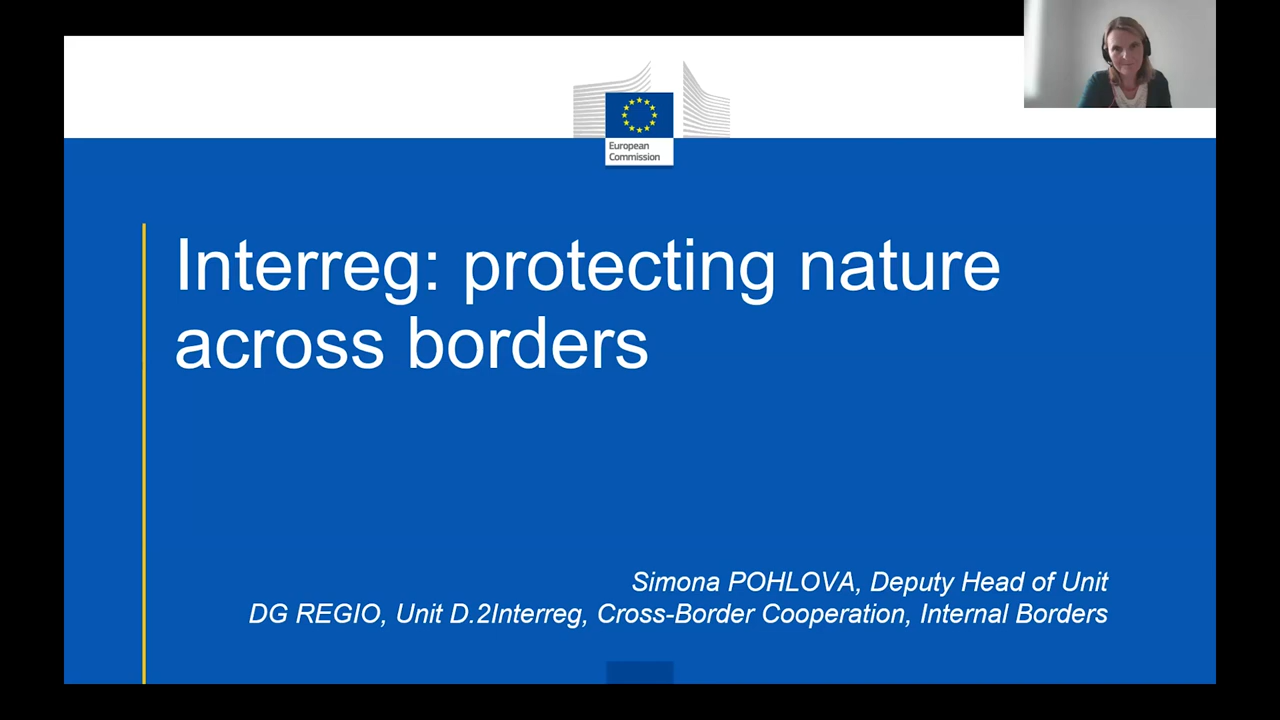 European
Commission
Interreg: protecting nature
across borders
Simona POHLOVA, Deputy Head of Unit
DG REGIO, Unit D.2Interreg, Cross-Border Cooperation, Internal Borders